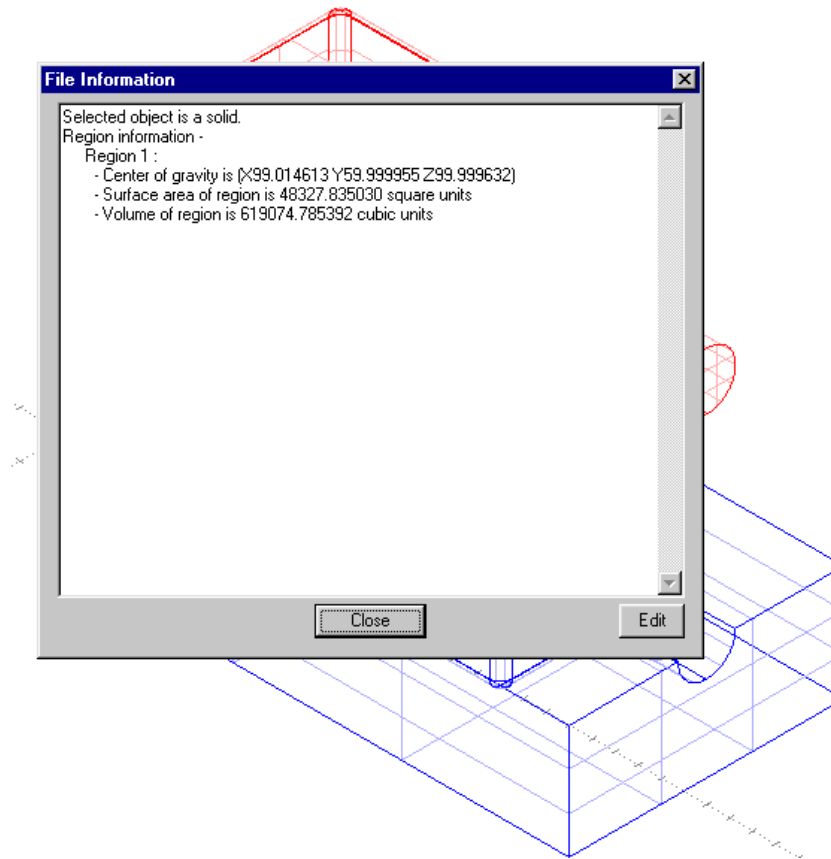 File Information
Selected object is a solid.
Region information -
Region 1 :
- Center of gravity is (X99.014613 Y59.999955 Z99.999632)
- Surface area of region is 48327.835030 square units
- Volume of region is 619074.785392 cubic units
Close
Edit